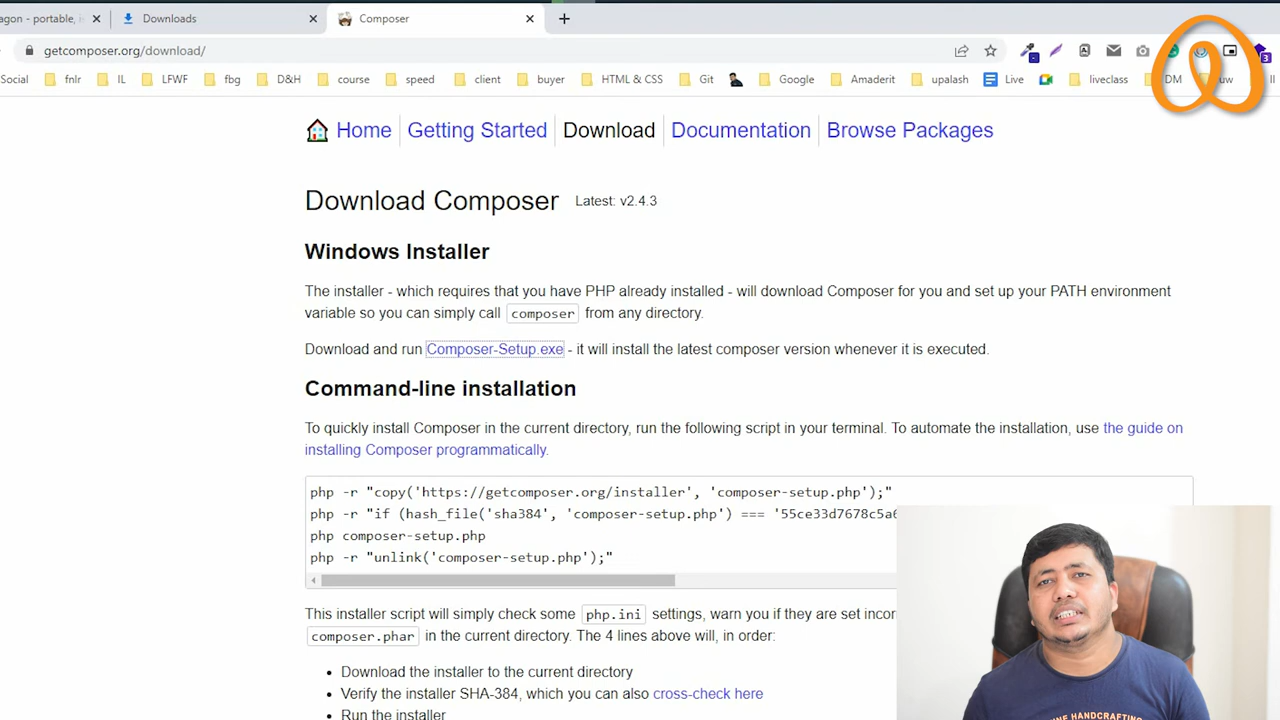 agon - portable, i
Downloads
Composer
getcomposer.org/download/
3
Social
fnlr
IL
LFWF
fbg
D&H
course
speed
client
buyer
HTML & CSS
Git
Google
Amaderit
upalash
Live
liveclass
DM
uw
Home
Getting Started
Download
Documentation
Browse Packages
Download Composer
Latest: v2.4.3
Windows Installer
The installer - which requires that you have PHP already installed - will download Composer for you and set up your PATH environment
variable so you can simply call composer from any directory.
Download and run Composer-Setup.exe - it will install the latest composer version whenever it is executed.
Command-line installation
To quickly install Composer in the current directory, run the following script in your terminal. To automate the installation, use the guide on
installing Composer programmatically.
php -r "copy('https://getcomposer.org/installer', 'composer-setup.php');"
php -r "if (hash_file('sha384', 'composer-setup.php') === '55ce33d7678c5a6
php composer-setup.php
php -r "unlink('composer-setup.php');"
This installer script will simply check some php.ini settings, warn you if they are set incor
composer.phar in the current directory. The 4 lines above will, in order:
• Download the installer to the current directory
• Verify the installer SHA-384, which you can also cross-check here
• Run the installer
INE HANDCRAFTING